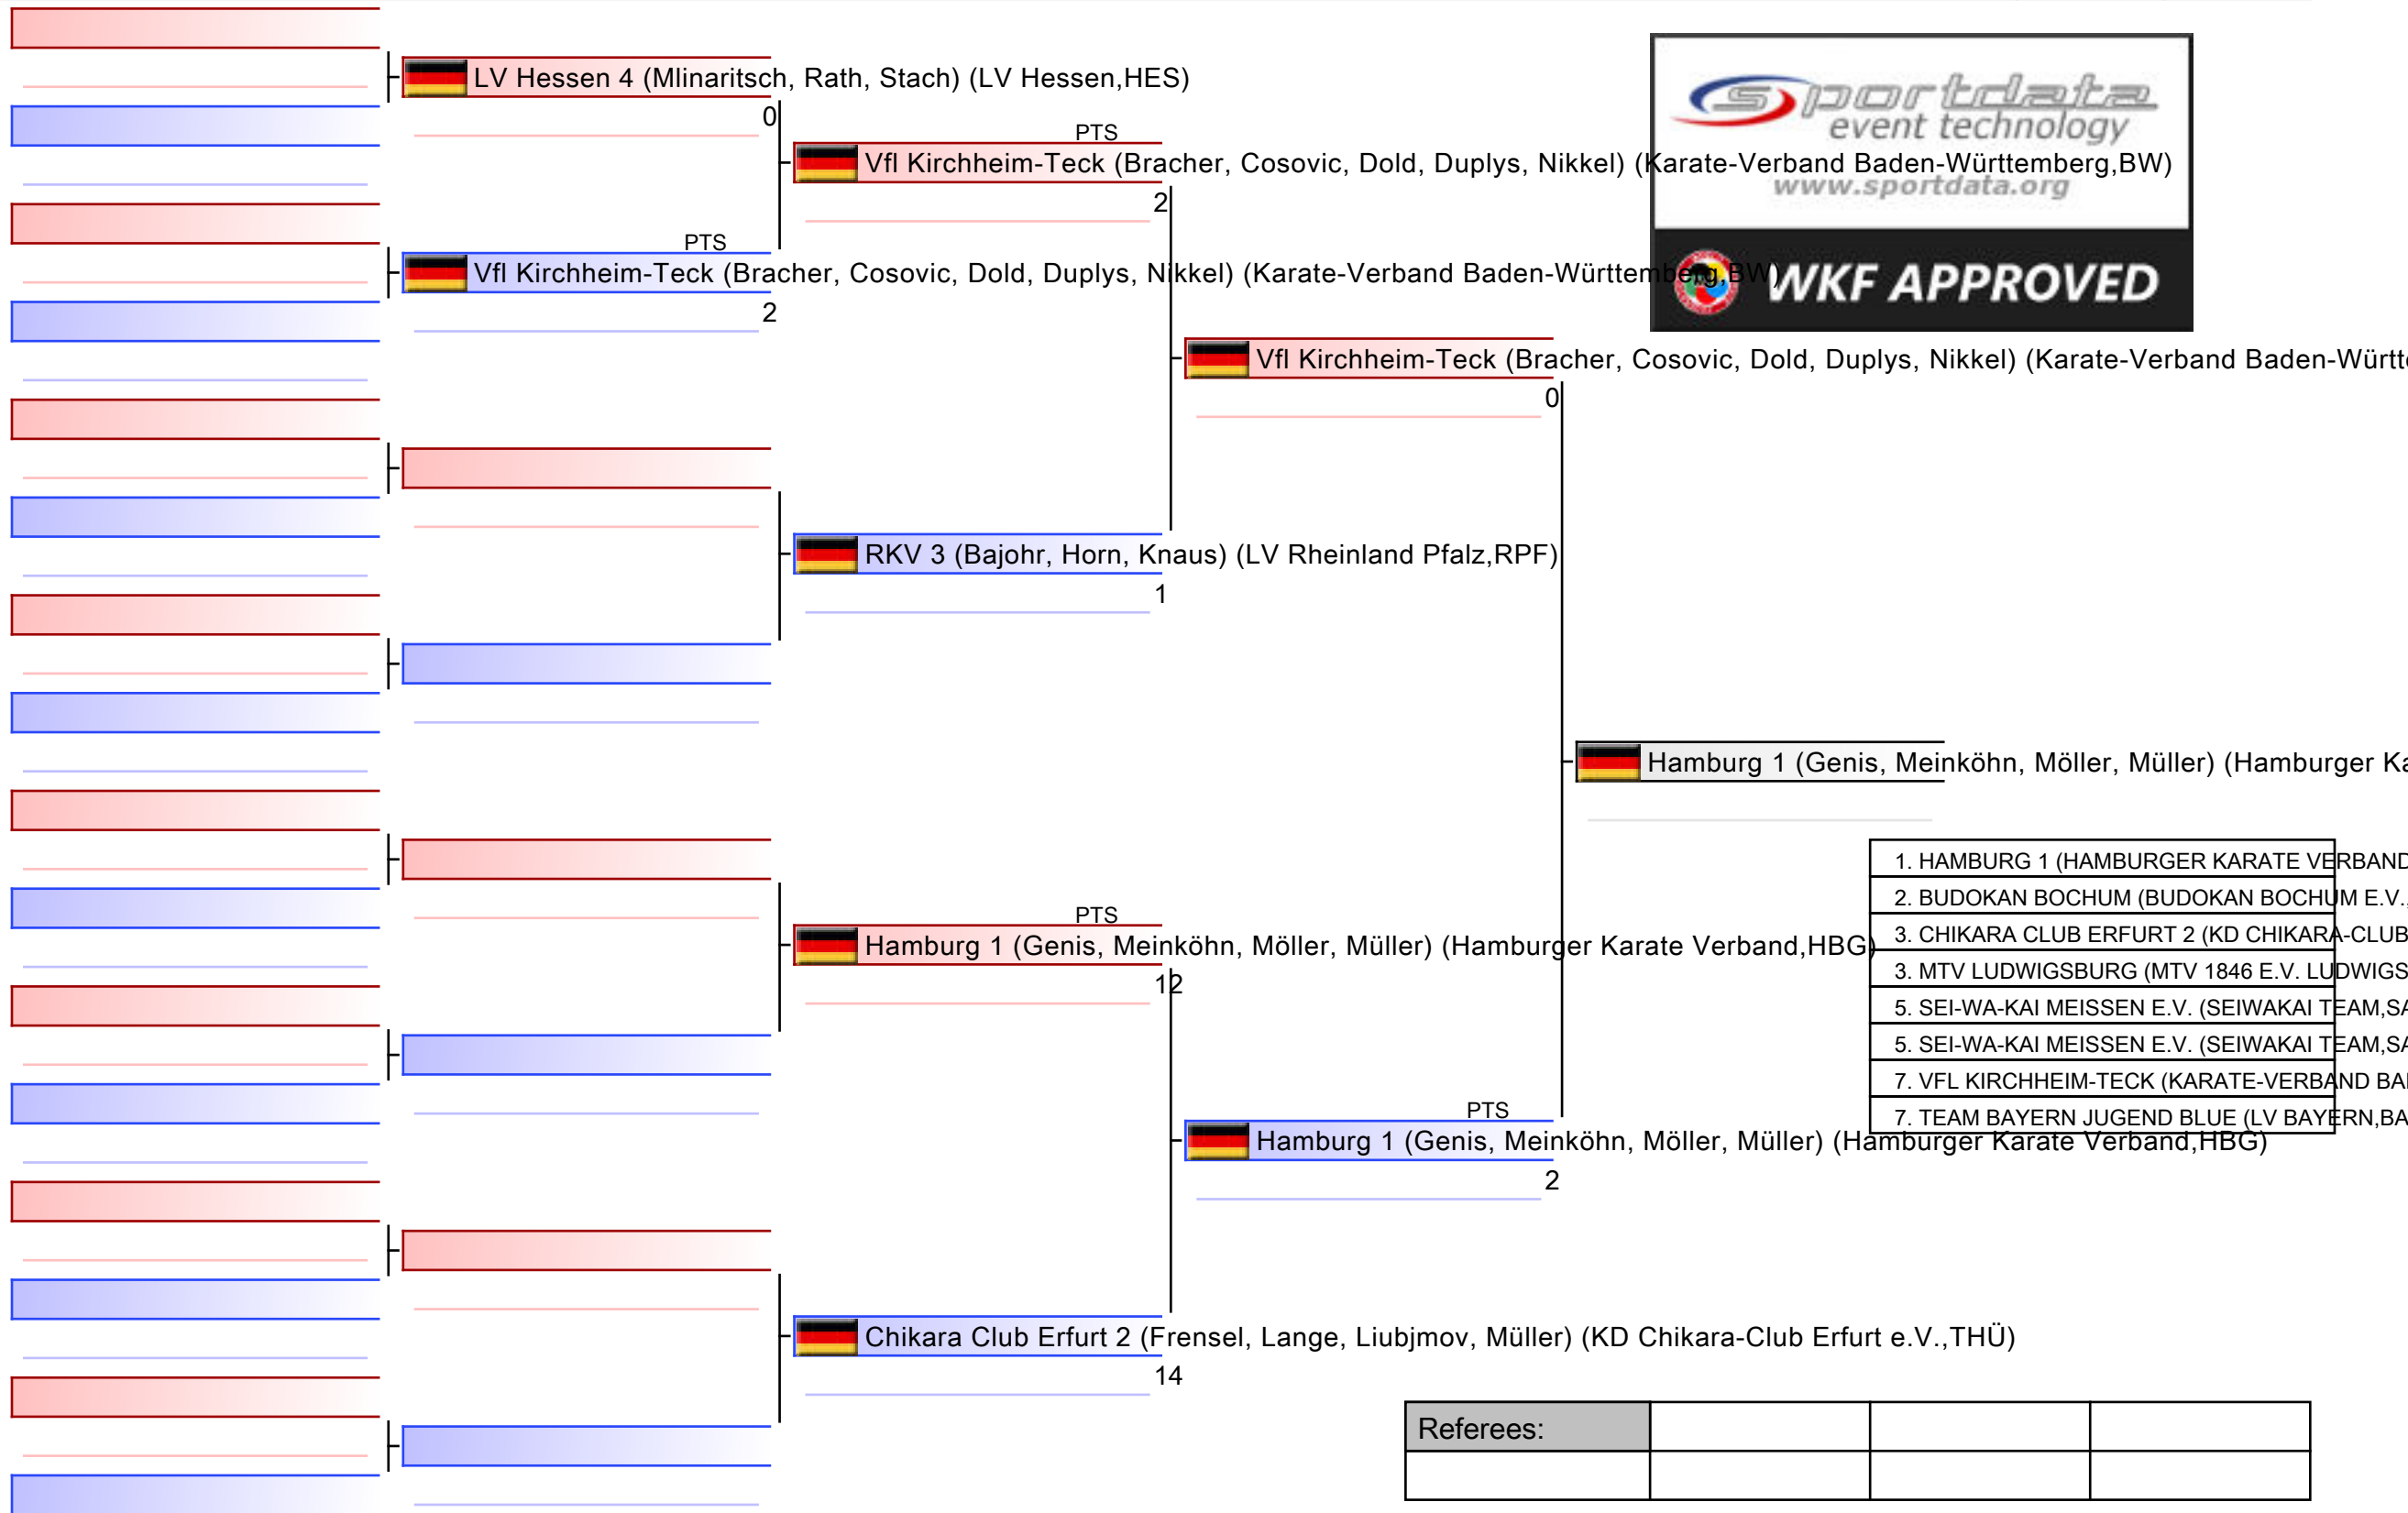 LV Hessen 4 (Mlinaritsch, Rath, Stach) (LV Hessen,HES)
0
sportdata
event technology
www.sportdata.org
WKF APPROVED
PTS
Vfl Kirchheim-Teck (Bracher, Cosovic, Dold, Duplys, Nikkel) (Karate-Verband Baden-Württemberg,BW)
2
PTS
Vfl Kirchheim-Teck (Bracher, Cosovic, Dold, Duplys, Nikkel) (Karate-Verband Baden-Württemberg,BW)
2
Vfl Kirchheim-Teck (Bracher, Cosovic, Dold, Duplys, Nikkel) (Karate-Verband Baden-Württ
0
RKV 3 (Bajohr, Horn, Knaus) (LV Rheinland Pfalz,RPF)
1
Hamburg 1 (Genis, Meinköhn, Möller, Müller) (Hamburger Ka
1. HAMBURG 1 (HAMBURGER KARATE VERBAND
2. BUDOKAN BOCHUM (BUDOKAN BOCHUM E.V.
3. CHIKARA CLUB ERFURT 2 (KD CHIKARA-CLUB
3. MTV LUDWIGSBURG (MTV 1846 E.V. LUDWIGS
5. SEI-WA-KAI MEISSEN E.V. (SEIWAKAI TEAM,SA
5. SEI-WA-KAI MEISSEN E.V. (SEIWAKAI TEAM,SA
7. VFL KIRCHHEIM-TECK (KARATE-VERBAND BA
7. TEAM BAYERN JUGEND BLUE (LV BAYERN,BA
PTS
Hamburg 1 (Genis, Meinköhn, Möller, Müller) (Hamburger Karate Verband,HBG)
12
PTS
Hamburg 1 (Genis, Meinköhn, Möller, Müller) (Hamburger Karate Verband,HBG)
2
Chikara Club Erfurt 2 (Frensel, Lange, Liubjmov, Müller) (KD Chikara-Club Erfurt e.V.,THÜ)
14
Referees: